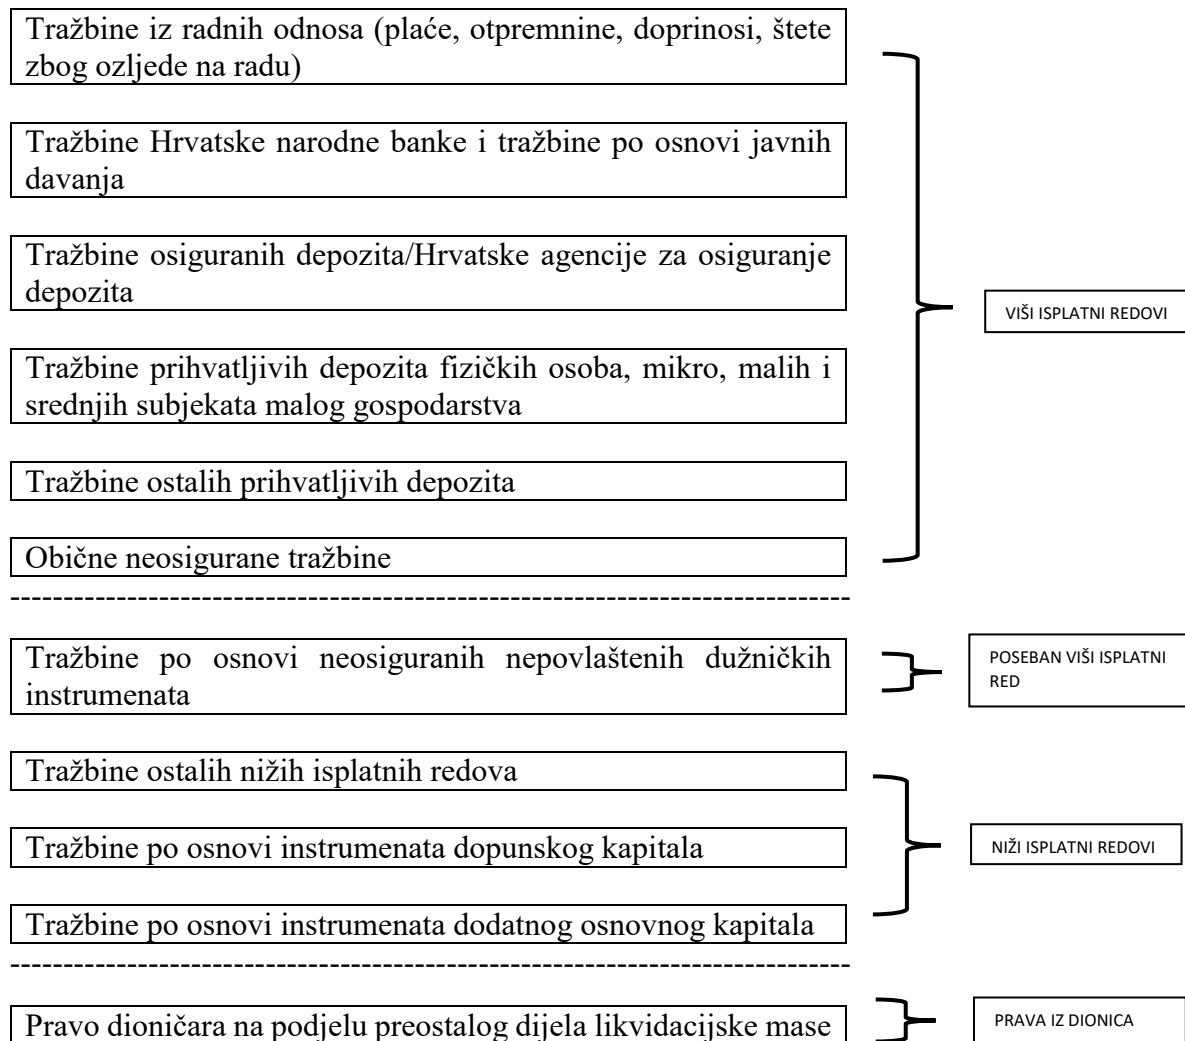 Tražbine iz radnih odnosa (plaće, otpremnine, doprinosi, štete
zbog ozljede na radu)
Tražbine Hrvatske narodne banke i tražbine po osnovi javnih
davanja
Tražbine osiguranih depozita/Hrvatske agencije za osiguranje
depozita
VIŠI ISPLATNI REDOVI
Tražbine prihvatljivih depozita fizičkih osoba, mikro, malih i
srednjih subjekata malog gospodarstva
Tražbine ostalih prihvatljivih depozita
Obične neosigurane tražbine
--------------------------------------------------------------------------------
Tražbine po osnovi neosiguranih nepovlaštenih dužničkih
instrumenata
POSEBAN VIŠI ISPLATNI
RED
Tražbine ostalih nižih isplatnih redova
Tražbine po osnovi instrumenata dopunskog kapitala
NIŽI ISPLATNI REDOVI
Tražbine po osnovi instrumenata dodatnog osnovnog kapitala
--------------------------------------------------------------------------------
Pravo dioničara na podjelu preostalog dijela likvidacijske mase
PRAVA IZ DIONICA